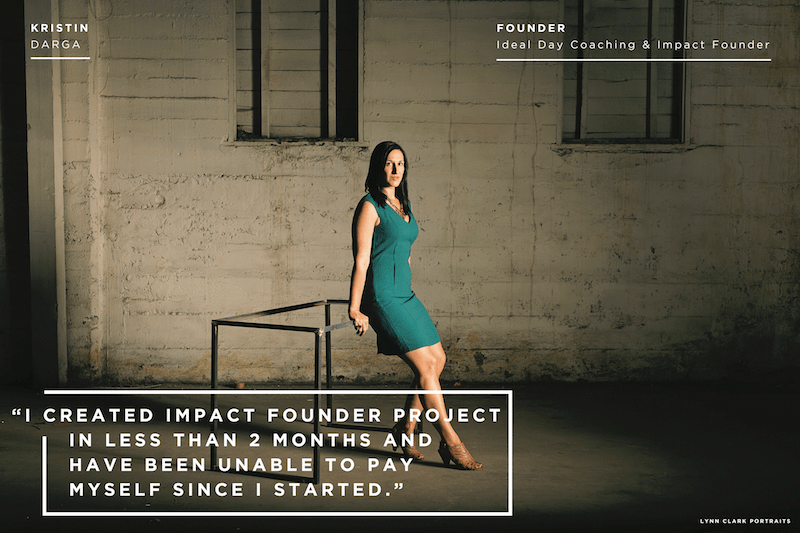 KRISTIN
DARGA
FOUNDER
Ideal Day Coaching & Impact Founder
“I CREATED IMPACT FOUNDER PROJECT
IN LESS THAN 2 MONTHS AND
HAVE BEEN UNABLE TO PAY
MYSELF SINCE I STARTED.”
LYNN CLARK PORTRAITS